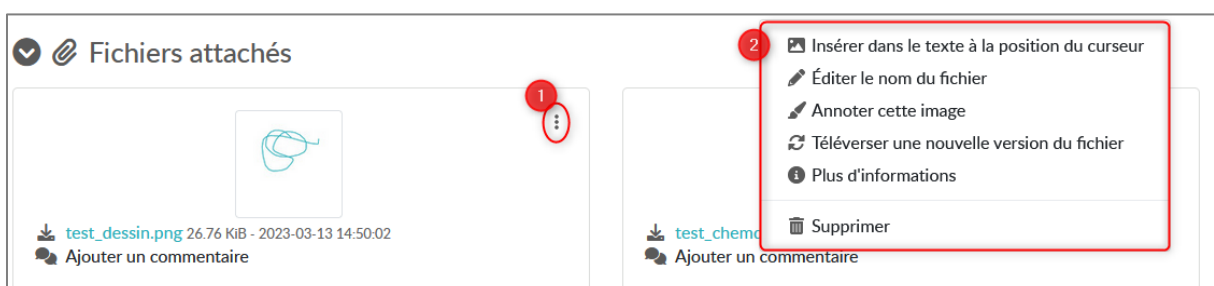 Fichiers attachés
1
test_dessin.png 26.76 KiB - 2023-03-13 14:50:02
Ajouter un commentaire
2
Insérer dans le texte à la position du curseur
Éditer le nom du fichier
Annoter cette image
Téléverser une nouvelle version du fichier
Plus d'informations
Supprimer
Ajouter un commentaire